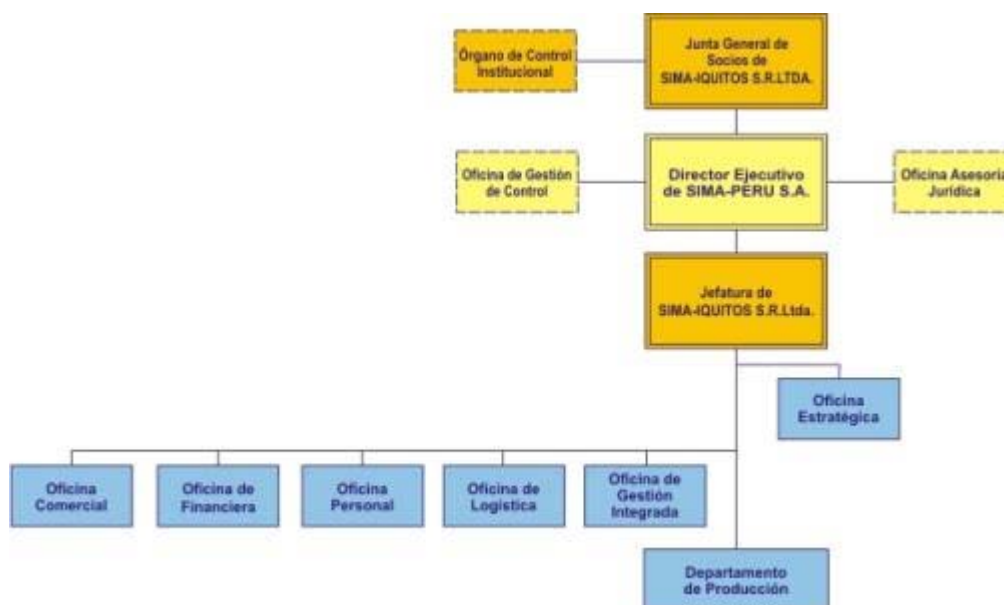 Junta General de
Socios de
SIMA-IQUITOS S.R.LTDA.
Órgano de Control
Institucional
Director Ejecutivo
de SIMA-PERU S.A.
Oficina de Gestión
de Control
Oficina Asesoría
Jurídica
Jefatura de
SIMA-IQUITOS S.R.Ltda.
Oficina
Estratégica
Oficina
Comercial
Oficina de
Financiera
Oficina
Personal
Oficina de
Logística
Oficina de
Gestión
Integrada
Departamento
de Producción